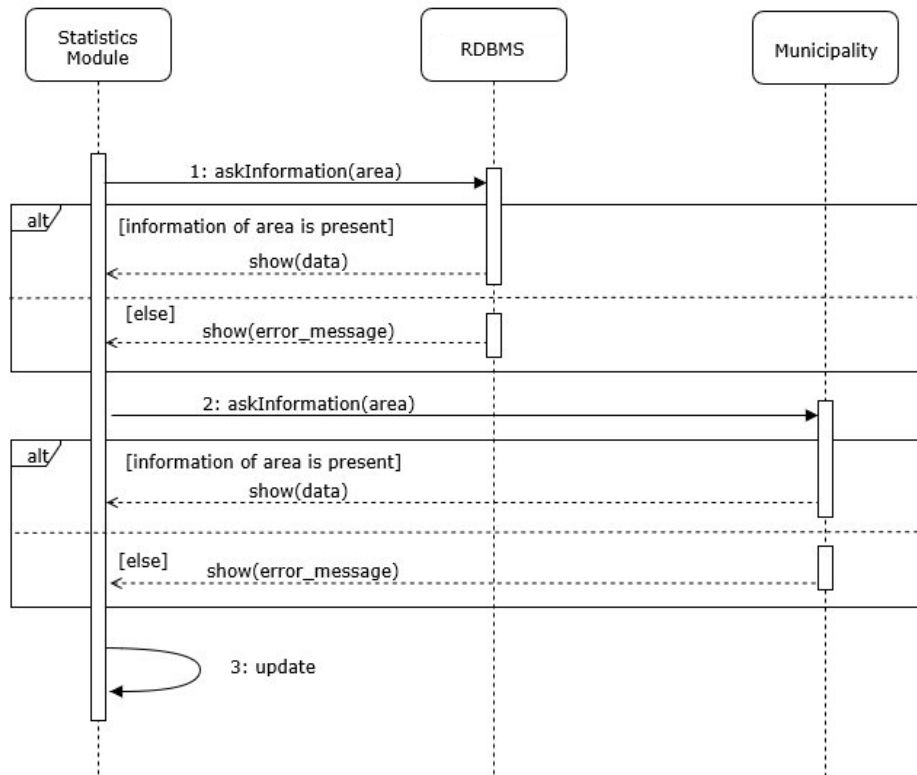 Statistics
Module
RDBMS
Municipality
1: askInformation(area)
alt
[information of area is present]
show(data)
[else]
show(error_message)
2: askInformation(area)
alt
[information of area is present]
show(data)
[else]
show(error_message)
3: update